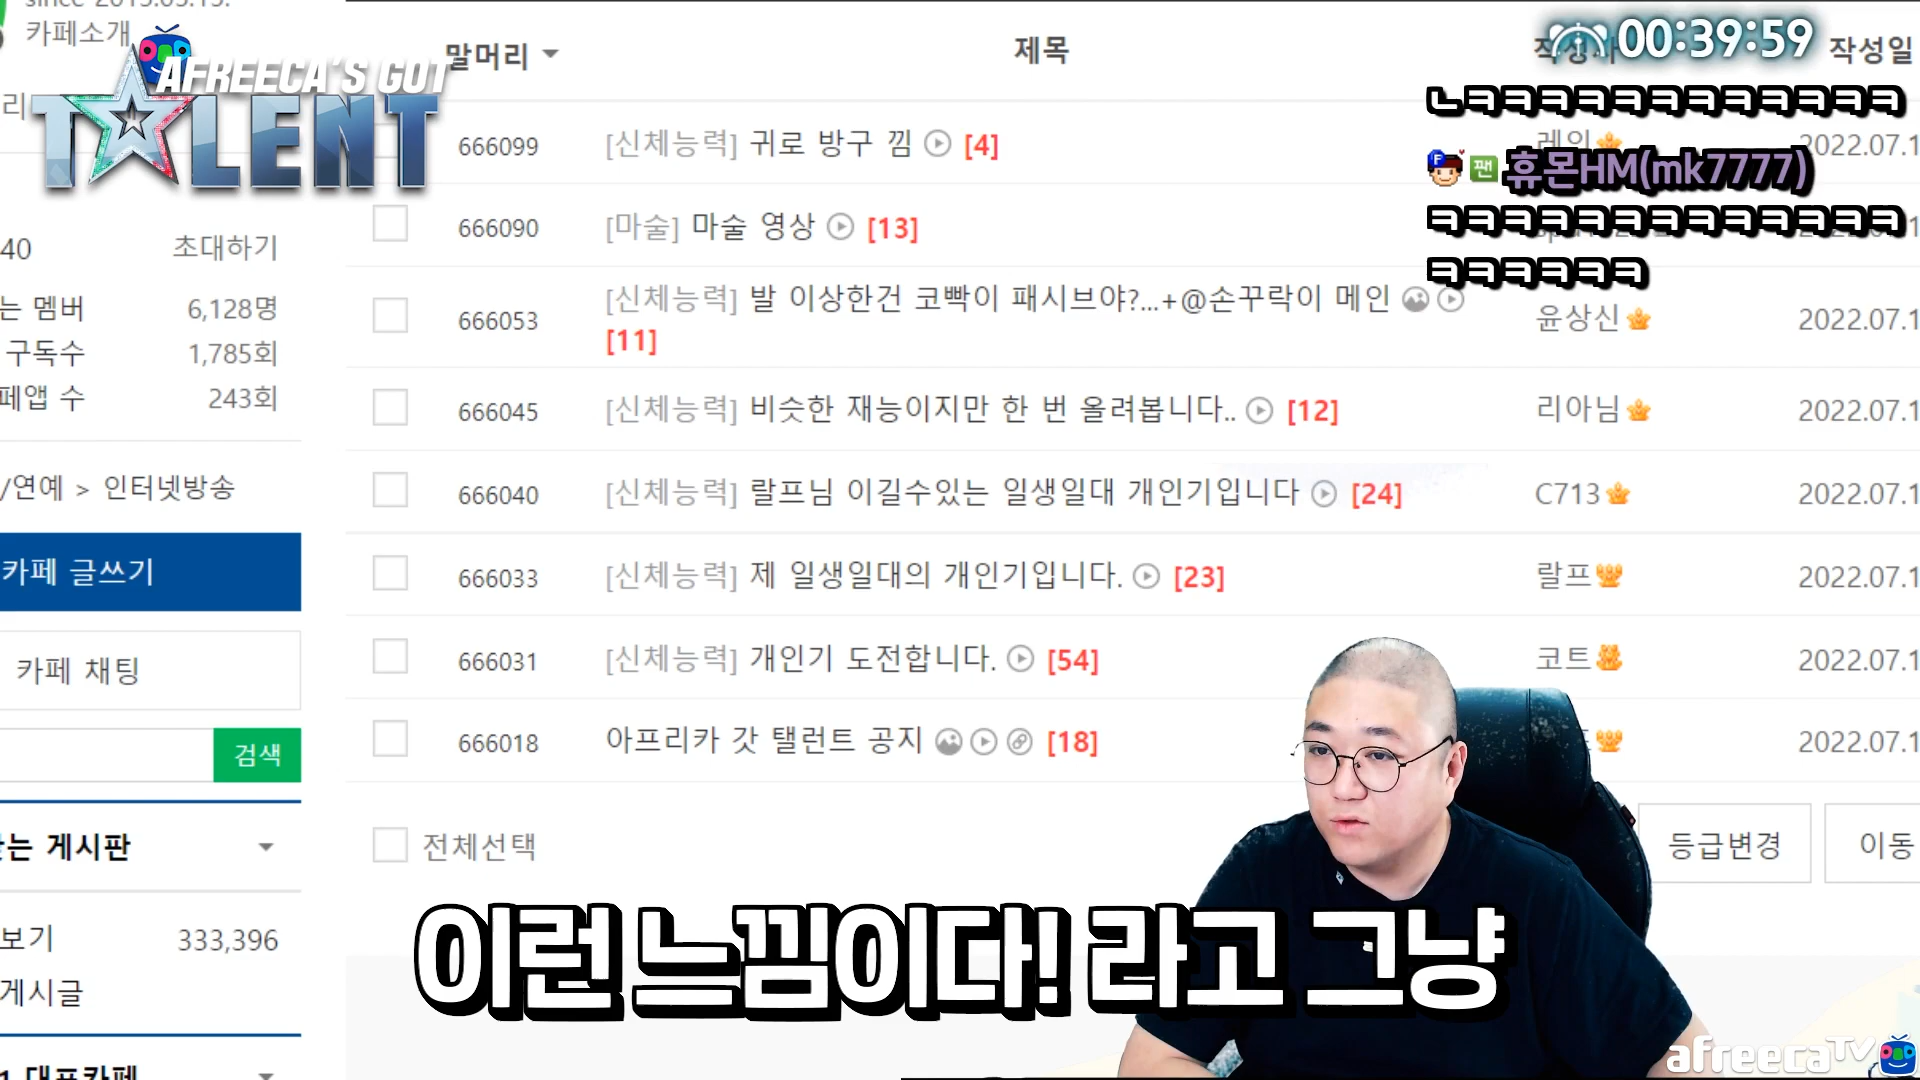 since 2015.03.15.
카페소개
AFREECA'S GOT
TALENT
초대하기
는 멤버 6,128명
구독수 1,785회
페앱 수 243회
/연예 > 인터넷방송
카페 글쓰기
카페 채팅
검색
는 게시판
보기 333,396
게시글
말머리 제목 작성일
666099 [신체능력] 귀로 방구 낌 [4] 레인 2022.07.1
666090 [마술] 마술 영상 [13]
666053 [신체능력] 발 이상한건 코빡이 패시브야?...+@손꾸락이 메인 윤상신 2022.07.1
[11]
666045 [신체능력] 비슷한 재능이지만 한 번 올려봅니다.. [12] 리아님 2022.07.1
666040 [신체능력] 랄프님 이길수있는 일생일대 개인기입니다 [24] C713 2022.07.1
666033 [신체능력] 제 일생일대의 개인기입니다. [23] 랄프 2022.07.1
666031 [신체능력] 개인기 도전합니다. [54] 코트 2022.07.1
666018 아프리카 갓 탤런트 공지 [18] 2022.07.1
전체선택
등급변경 이동
00:39:59
ㄴㅋㅋㅋㅋㅋㅋㅋㅋㅋㅋㅋㅋ
F 팬 휴몬HM(mk7777)
ㅋㅋㅋㅋㅋㅋㅋㅋㅋㅋㅋㅋㅋ
ㅋㅋㅋㅋㅋㅋ
이런 느낌이다! 라고 그냥
afreecaTV